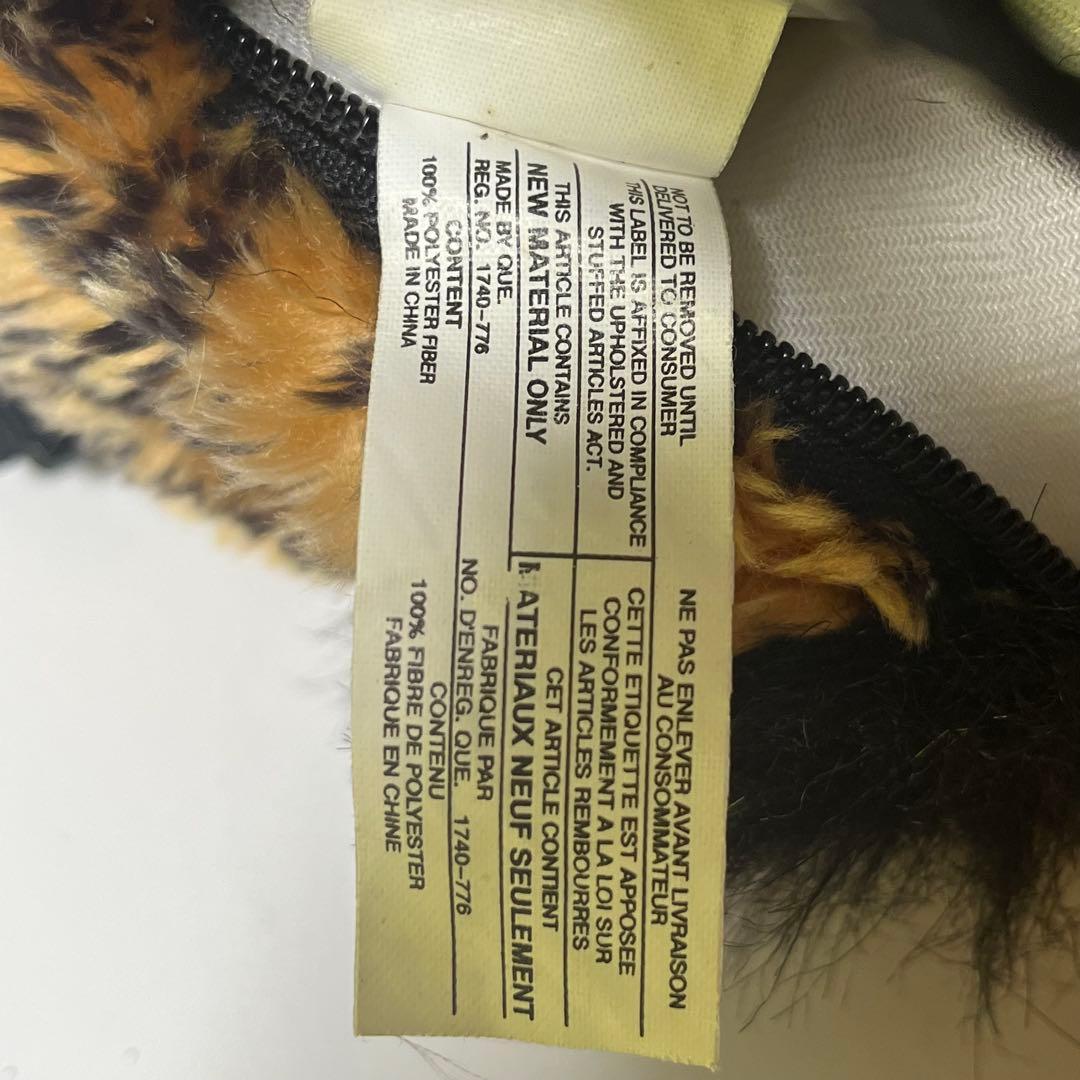 NOT TO BE REMOVED UNTIL
DELIVERED TO CONSUMER
THIS LABEL IS AFFIXED IN COMPLIANCE
WITH THE UPHOLSTERED AND
STUFFED ARTICLES ACT.
THIS ARTICLE CONTAINS
NEW MATERIAL ONLY
MADE BY QUE.
REG. NO. 1740-776
CONTENT
100% POLYESTER FIBER
MADE IN CHINA
NE PAS ENLEVER AVANT LIVRAISON
AU CONSOMMATEUR
CETTE ETIQUETTE EST APPOSEE
CONFORMEMENT A LA LOI SUR
LES ARTICLES REMBOURRES
CET ARTICLE CONTIENT
MATERIAUX NEUF SEULEMENT
FABRIQUE PAR
NO. D'ENREG. QUE. 1740-776
CONTENU
100% FIBRE DE POLYESTER
FABRIQUE EN CHINE